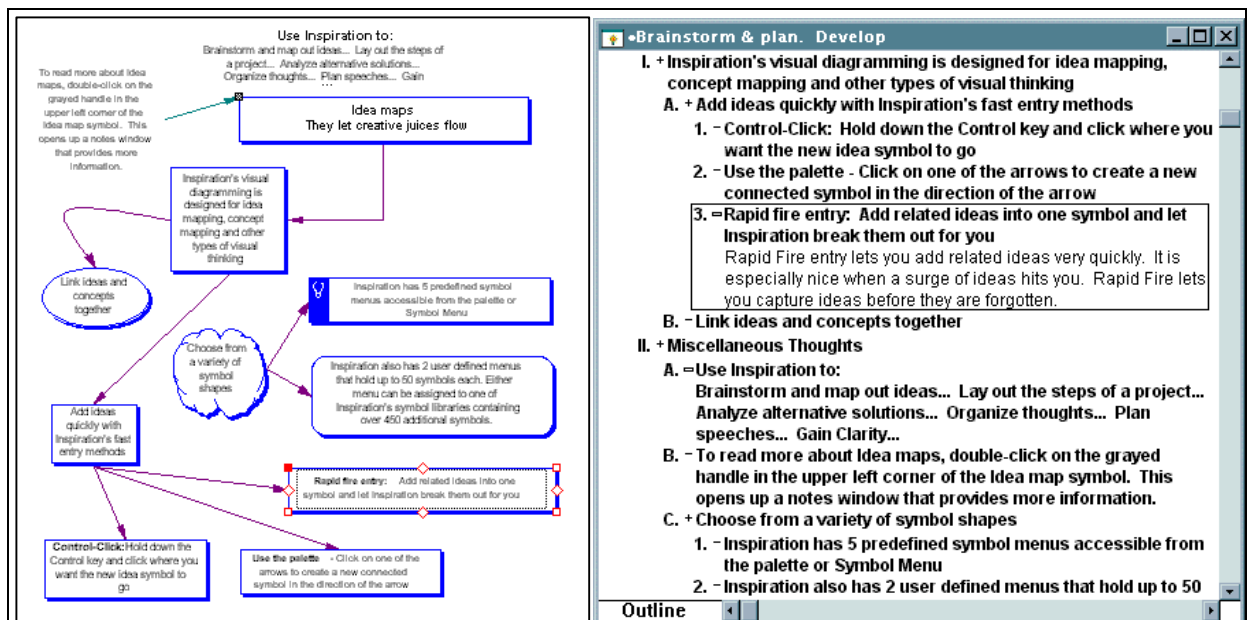 Use Inspiration to:
Brainstorm and map out ideas... Lay out the steps of
a project... Analyze alternative solutions...
Organize thoughts... Plan speeches... Gain
...
To read more about Idea
maps, double-click on the
grayed handle in the
upper left corner of the
Idea map symbol. This
opens up a notes window
that provides more
information.
Idea maps
They let creative juices flow
Inspiration's visual
diagramming is
designed for idea
mapping, concept
mapping and other
types of visual
thinking
Link ideas and
concepts
together
Inspiration has 5 predefined symbol
menus accessible from the palette or
Symbol Menu
Choose from
a variety of
symbol
shapes
Inspiration also has 2 user defined menus
that hold up to 50 symbols each. Either
menu can be assigned to one of
Inspiration's symbol libraries containing
over 450 additional symbols.
Add ideas
quickly with
Inspiration's fast
entry methods
Rapid fire entry: Add related ideas into one
symbol and let Inspiration break them out for you
Control-Click:Hold down the
Control key and click where you
want the new idea symbol to
go
Use the palette - Click on one of the
arrows to create a new connected
symbol in the direction of the arrow
•Brainstorm & plan. Develop
I. + Inspiration's visual diagramming is designed for idea mapping,
concept mapping and other types of visual thinking
A. + Add ideas quickly with Inspiration's fast entry methods
1. - Control-Click: Hold down the Control key and click where you
want the new idea symbol to go
2. - Use the palette - Click on one of the arrows to create a new
connected symbol in the direction of the arrow
3. Rapid fire entry: Add related ideas into one symbol and let
Inspiration break them out for you
Rapid Fire entry lets you add related ideas very quickly. It is
especially nice when a surge of ideas hits you. Rapid Fire lets
you capture ideas before they are forgotten.
B. - Link ideas and concepts together
II. + Miscellaneous Thoughts
A. Use Inspiration to:
Brainstorm and map out ideas... Lay out the steps of a project...
Analyze alternative solutions... Organize thoughts... Plan
speeches... Gain Clarity...
B. - To read more about Idea maps, double-click on the grayed
handle in the upper left corner of the Idea map symbol. This
opens up a notes window that provides more information.
C. + Choose from a variety of symbol shapes
1. - Inspiration has 5 predefined symbol menus accessible from
the palette or Symbol Menu
2. - Inspiration also has 2 user defined menus that hold up to 50
Outline